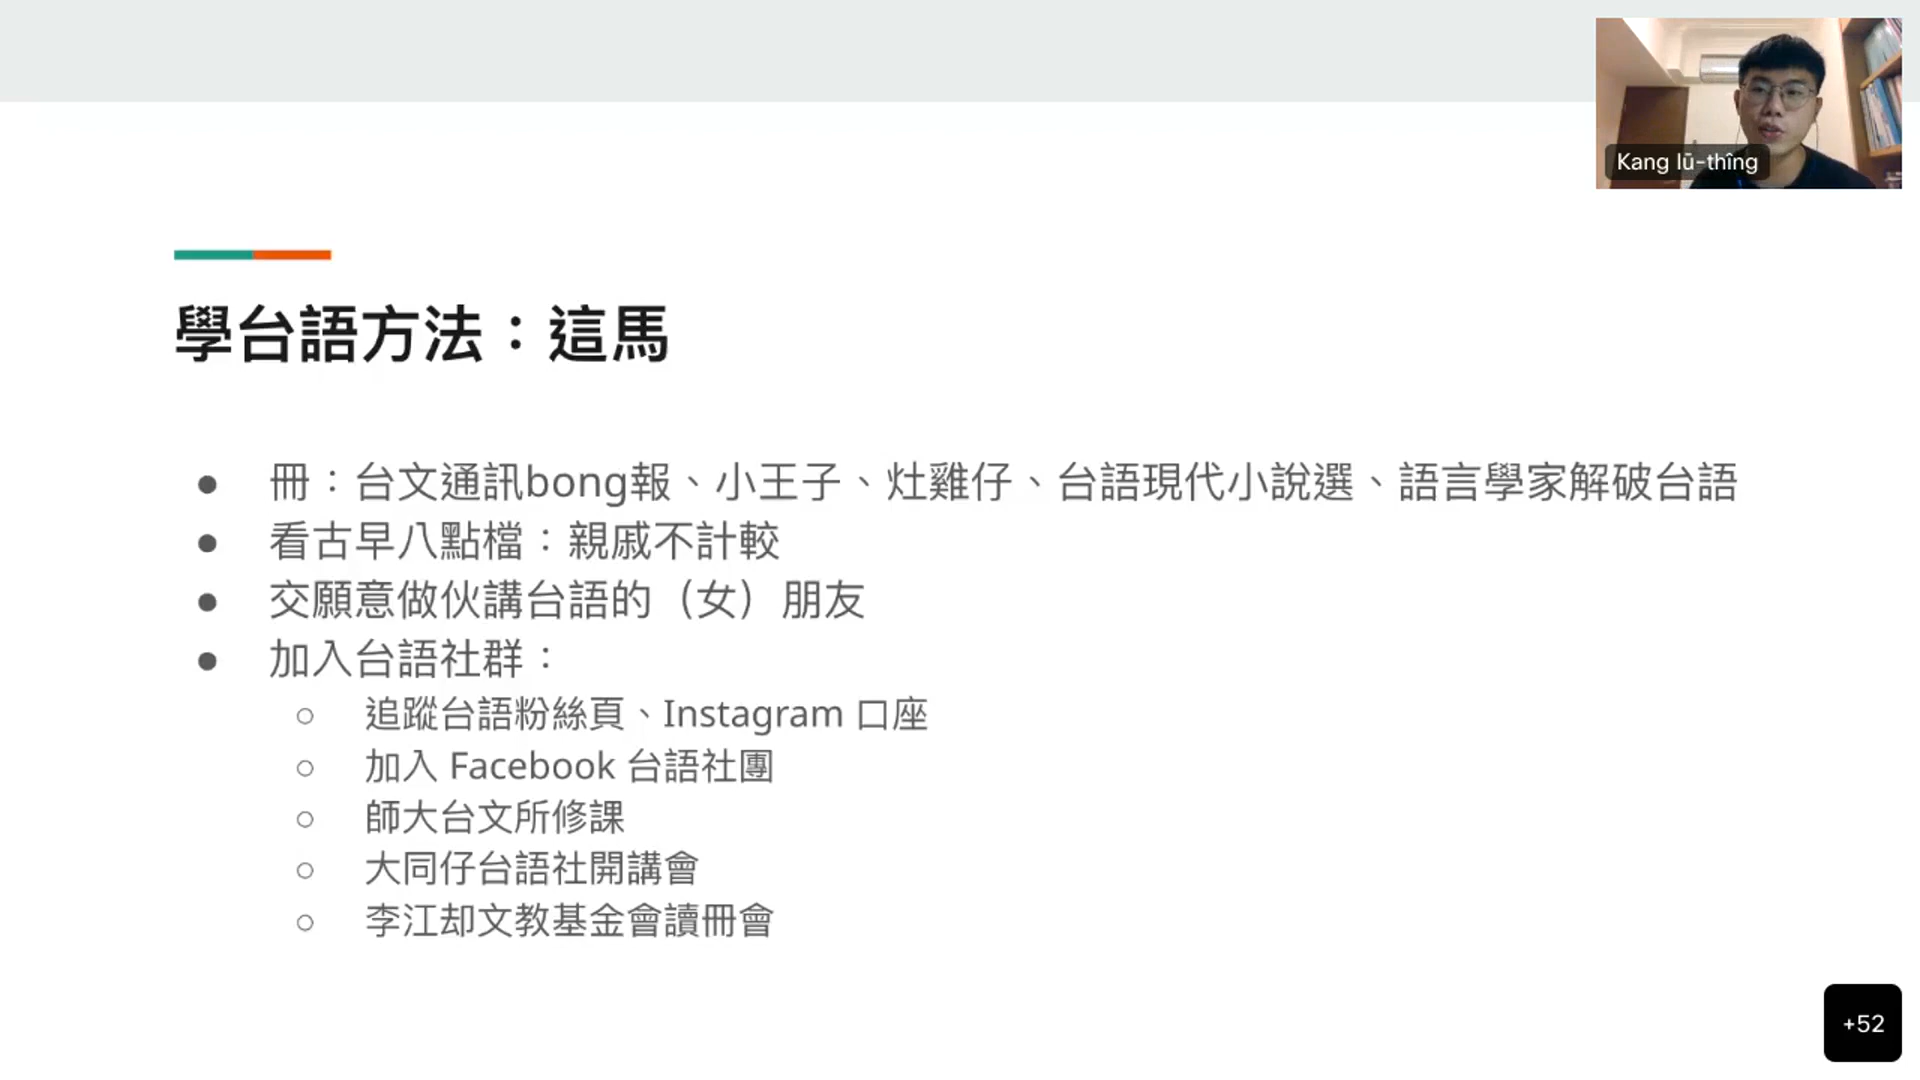 Kang lū-thîng
學台語方法：這馬
● 冊：台文通訊bong報、小王子、灶雞仔、台語現代小說選、語言學家解破台語
● 看古早八點檔：親戚不計較
● 交願意做伙講台語的（女）朋友
● 加入台語社群：
○ 追蹤台語粉絲頁、Instagram 口座
○ 加入 Facebook 台語社團
○ 師大台文所修課
○ 大同仔台語社開講會
○ 李江却文教基金會讀冊會
+52